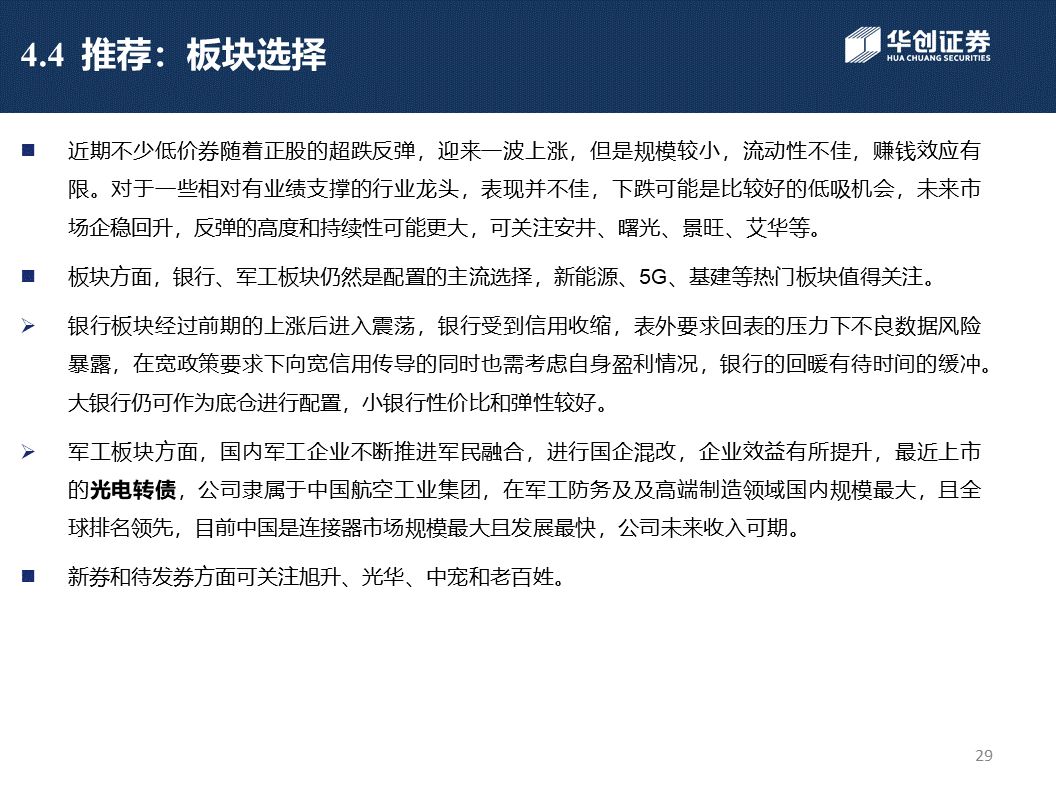 4.4 推荐：板块选择
华创证券
HUA CHUANG SECURITIES
近期不少低价券随着正股的超跌反弹，迎来一波上涨，但是规模较小，流动性不佳，赚钱效应有
限。对于一些相对有业绩支撑的行业龙头，表现并不佳，下跌可能是比较好的低吸机会，未来市
场企稳回升，反弹的高度和持续性可能更大，可关注安井、曙光、景旺、艾华等。
板块方面，银行、军工板块仍然是配置的主流选择，新能源、5G、基建等热门板块值得关注。
银行板块经过前期的上涨后进入震荡，银行受到信用收缩，表外要求回表的压力下不良数据风险
暴露，在宽政策要求下向宽信用传导的同时也需考虑自身盈利情况，银行的回暖有待时间的缓冲。
大银行仍可作为底仓进行配置，小银行性价比和弹性较好。
军工板块方面，国内军工企业不断推进军民融合，进行国企混改，企业效益有所提升，最近上市
的光电转债，公司隶属于中国航空工业集团，在军工防务及及高端制造领域国内规模最大，且全
球排名领先，目前中国是连接器市场规模最大且发展最快，公司未来收入可期。
新券和待发券方面可关注旭升、光华、中宠和老百姓。
29